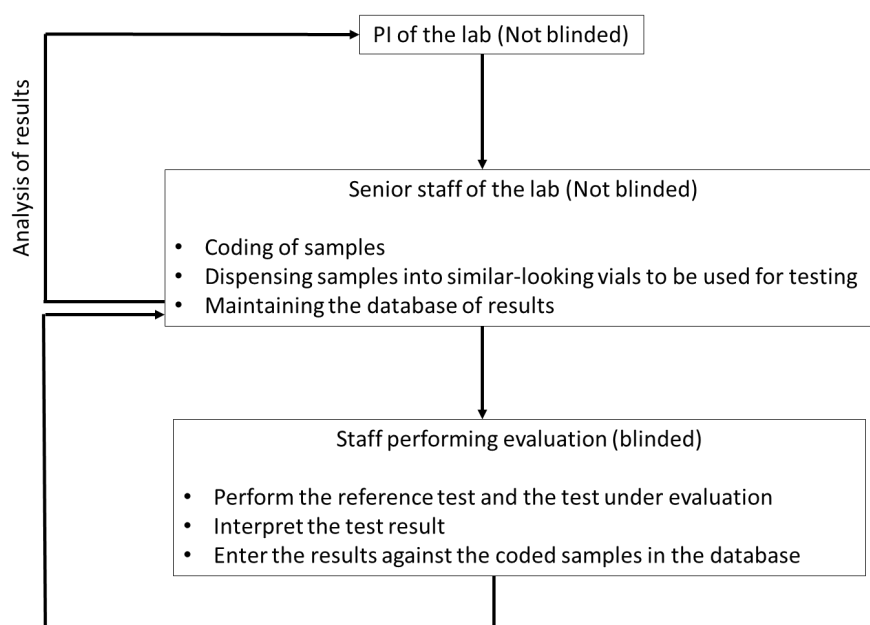 PI of the lab (Not blinded)
Analysis of results
Senior staff of the lab (Not blinded)
• Coding of samples
• Dispensing samples into similar-looking vials to be used for testing
• Maintaining the database of results
Staff performing evaluation (blinded)
• Perform the reference test and the test under evaluation
• Interpret the test result
• Enter the results against the coded samples in the database